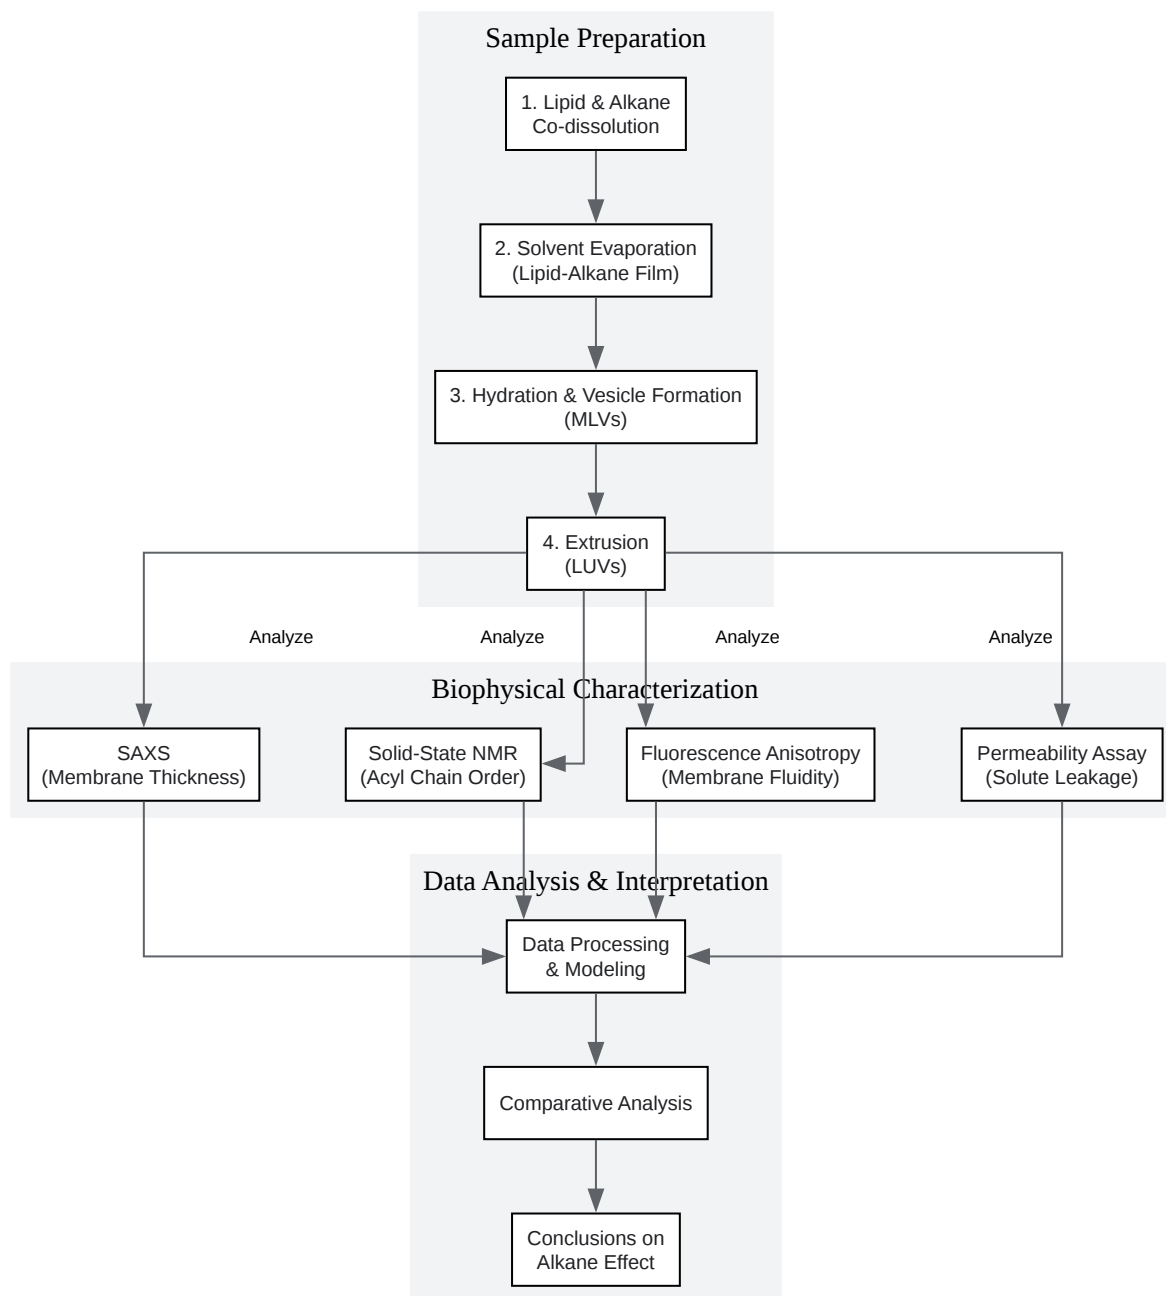 Sample Preparation
1. Lipid & Alkane
Co-dissolution
2. Solvent Evaporation
(Lipid-Alkane Film)
3. Hydration & Vesicle Formation
(MLVs)
4. Extrusion
(LUVs)
Analyze
Analyze
Analyze
Analyze
Biophysical Characterization
SAXS
(Membrane Thickness)
Solid-State NMR
(Acyl Chain Order)
Fluorescence Anisotropy
(Membrane Fluidity)
Permeability Assay
(Solute Leakage)
Data Analysis & Interpretation
Data Processing
& Modeling
Comparative Analysis
Conclusions on
Alkane Effect